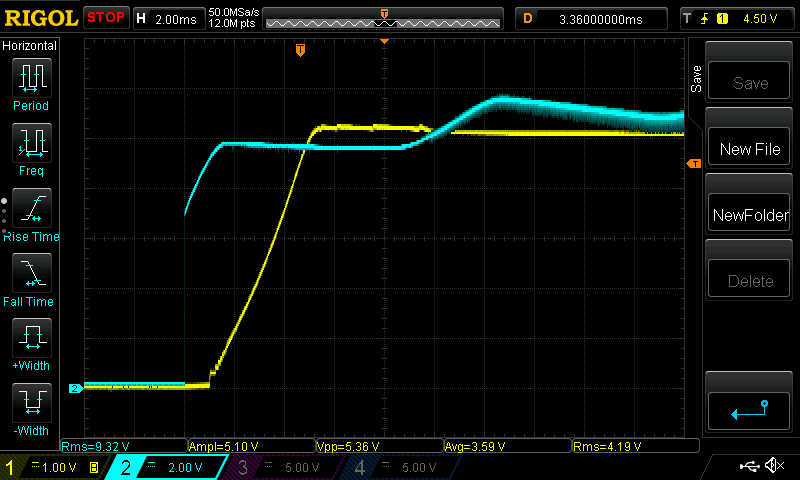 RIGOL STOP H 2.00ms 50.0MSa/s D 3.36000000ms T 1 4.50 V
12.0M pts
T
Horizontal
T
Period
Freq
Rise Time
Fall Time
+Width
-Width
Save
Save
New File
T
NewFolder
Delete
2
Rms=9.32 V Ampl=5.10 V Vpp=5.36 V Avg=3.59 V Rms=4.19 V
1 1.00 V B 2 2.00 V 3 5.00 V 4 5.00 V